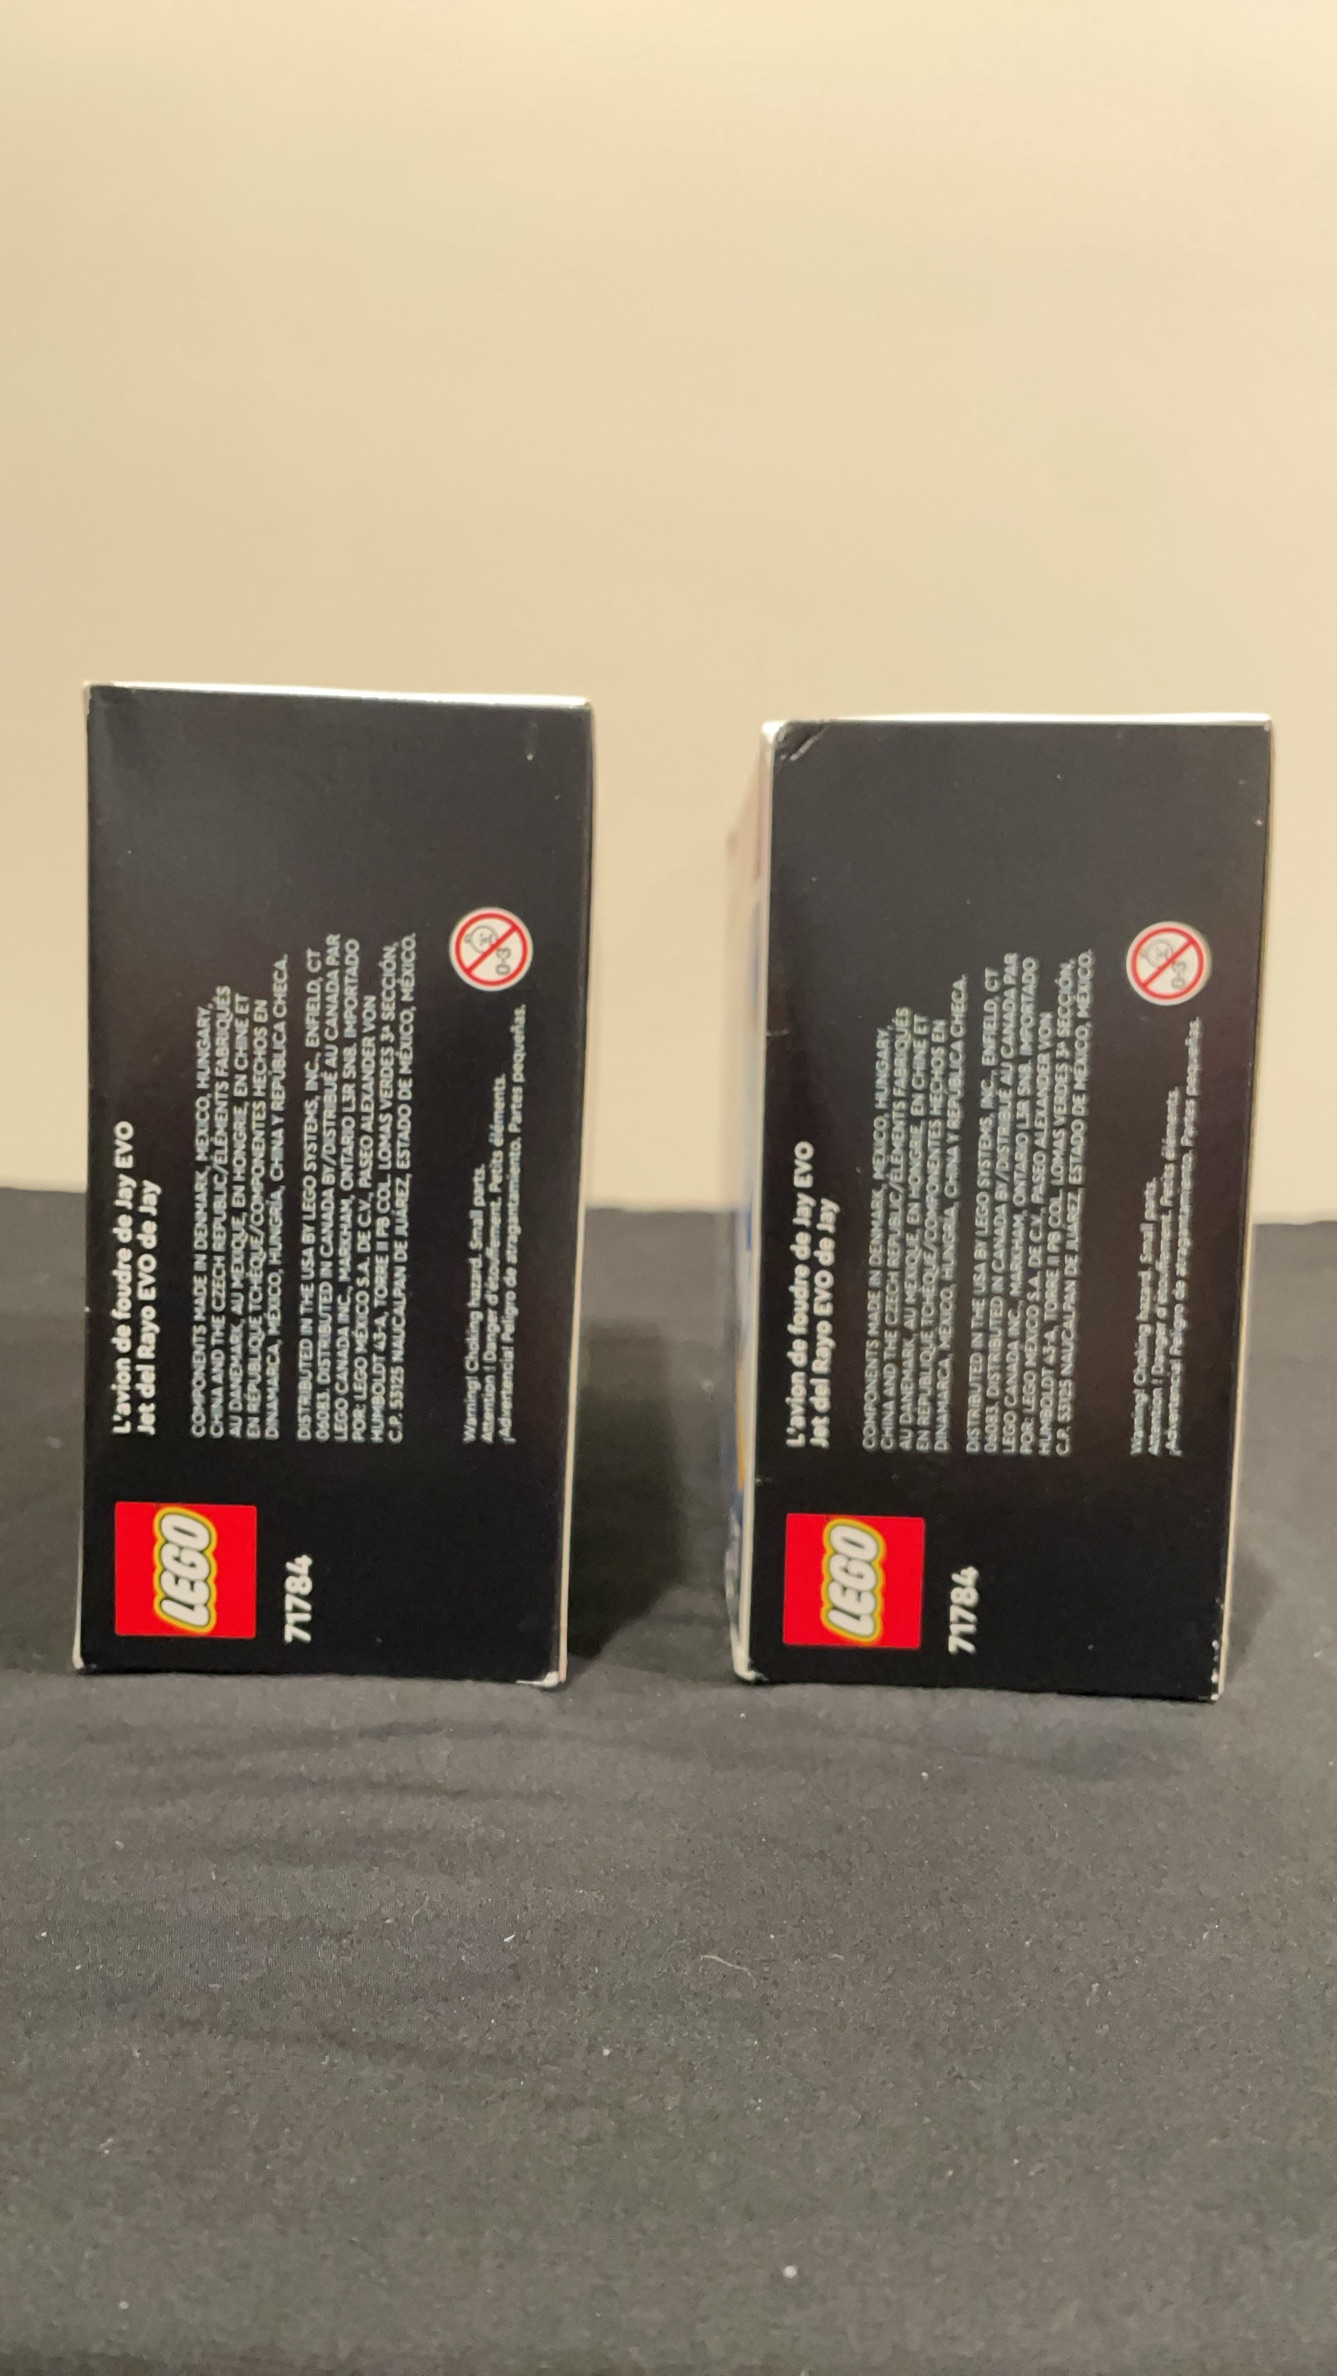 L'avion de foudre de Jay EVO
Jet del Rayo EVO de Jay
COMPONENTS MADE IN DENMARK, MEXICO, HUNGARY,
CHINA AND THE CZECH REPUBLIC/ÉLÉMENTS FABRIQUÉS
AU DANEMARK, AU MEXIQUE, EN HONGRIE, EN CHINE ET
EN RÉPUBLIQUE TCHÈQUE/COMPONENTES HECHOS EN
DINAMARCA, MÉXICO, HUNGRÍA, CHINA Y REPÚBLICA CHECA.
DISTRIBUTED IN THE USA BY LEGO SYSTEMS, INC., ENFIELD, CT
06083. DISTRIBUTED IN CANADA BY/DISTRIBUÉ AU CANADA PAR
LEGO CANADA INC., MARKHAM, ONTARIO L3R 5N8. IMPORTADO
POR: LEGO MÉXICO S.A. DE C.V., PASEO ALEXANDER VON
HUMBOLDT 43-A, TORRE II PB COL. LOMAS VERDES 3ª SECCIÓN,
C.P. 53125 NAUCALPAN DE JUÁREZ, ESTADO DE MÉXICO, MÉXICO.
Warning! Choking hazard. Small parts.
Attention ! Danger d'étouffement. Petits éléments.
¡Advertencia! Peligro de atragantamiento. Partes pequeñas.
0-3
LEGO
71784
L'avion de foudre de Jay EVO
Jet del Rayo EVO de Jay
COMPONENTS MADE IN DENMARK, MEXICO, HUNGARY,
CHINA AND THE CZECH REPUBLIC/ÉLÉMENTS FABRIQUÉS
AU DANEMARK, AU MEXIQUE, EN HONGRIE, EN CHINE ET
EN RÉPUBLIQUE TCHÈQUE/COMPONENTES HECHOS EN
DINAMARCA, MÉXICO, HUNGRÍA, CHINA Y REPÚBLICA CHECA.
DISTRIBUTED IN THE USA BY LEGO SYSTEMS, INC., ENFIELD, CT
06083. DISTRIBUTED IN CANADA BY/DISTRIBUÉ AU CANADA PAR
LEGO CANADA INC., MARKHAM, ONTARIO L3R 5N8. IMPORTADO
POR: LEGO MÉXICO S.A. DE C.V., PASEO ALEXANDER VON
HUMBOLDT 43-A, TORRE II PB COL. LOMAS VERDES 3ª SECCIÓN,
C.P. 53125 NAUCALPAN DE JUÁREZ, ESTADO DE MÉXICO, MÉXICO.
Warning! Choking hazard. Small parts.
Attention ! Danger d'étouffement. Petits éléments.
¡Advertencia! Peligro de atragantamiento. Partes pequeñas.
0-3
LEGO
71784